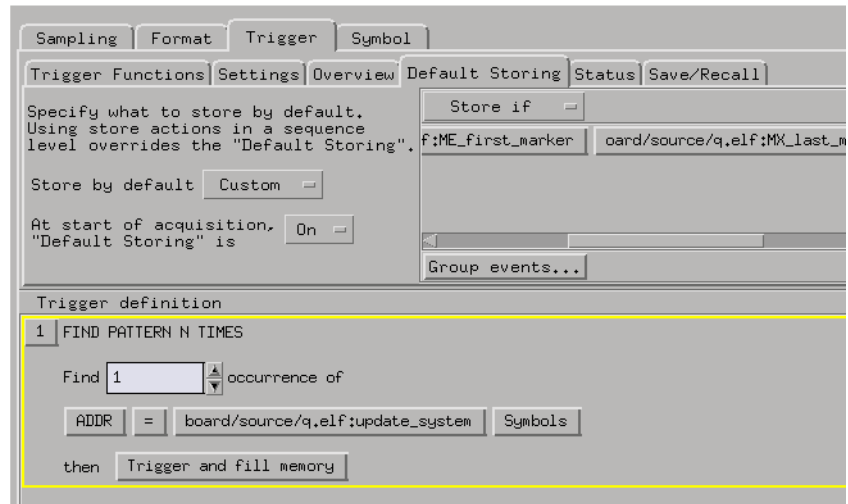 Sampling Format Trigger Symbol
Trigger Functions Settings Overview Default Storing Status Save/Recall
Specify what to store by default.
Using store actions in a sequence
level overrides the "Default Storing".
Store by default Custom
At start of acquisition,
"Default Storing" is On
Store if
f:ME_first_marker oard/source/q.elf:MX_last_m
Group events...
Trigger definition
1 FIND PATTERN N TIMES
Find 1 occurrence of
ADDR = board/source/q.elf:update_system Symbols
then Trigger and fill memory